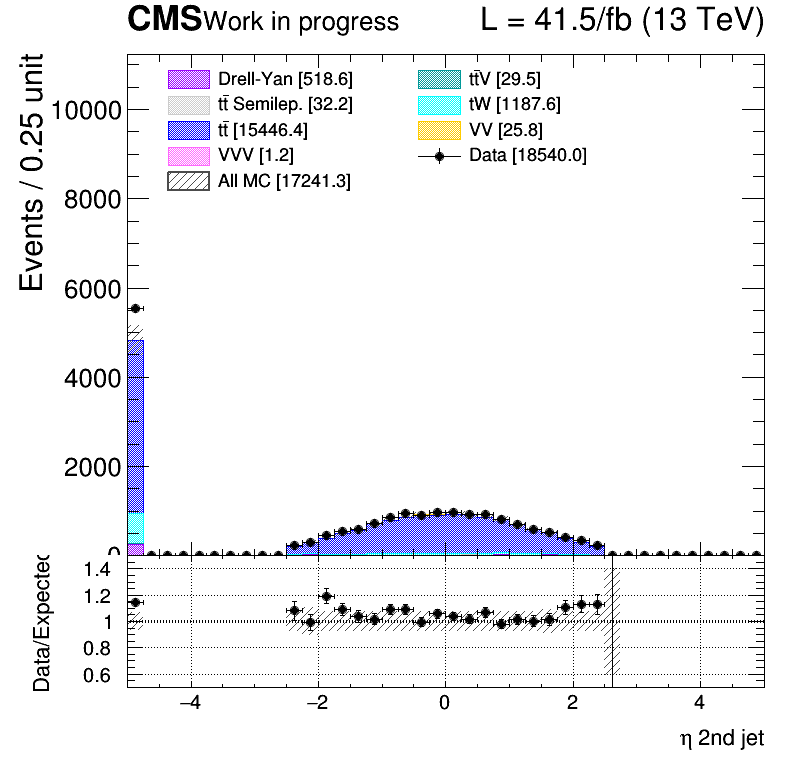 CMS Work in progress L = 41.5/fb (13 TeV)
Events / 0.25 unit
10000
8000
6000
4000
2000
0
Drell-Yan [518.6]
tt̄ Semilep. [32.2]
tt̄ [15446.4]
VVV [1.2]
All MC [17241.3]
tt̄V [29.5]
tW [1187.6]
VV [25.8]
Data [18540.0]
Data/Expected
1.4
1.2
1
0.8
0.6
−4 −2 0 2 4
η 2nd jet